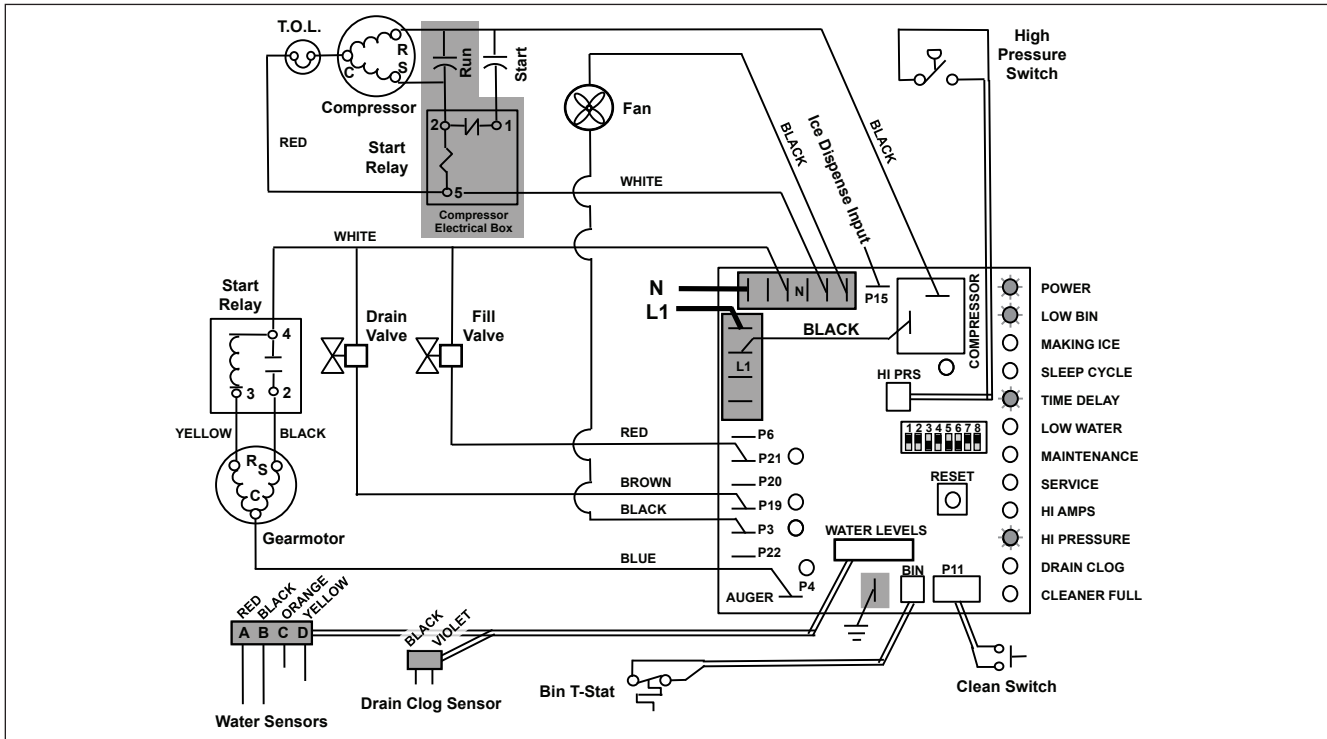 T.O.L.
R
S
C
Compressor
Run
Start
2
1
5
Start
Relay
Compressor
Electrical Box
RED
WHITE
Fan
BLACK
Ice Dispense Input
BLACK
High
Pressure
Switch
WHITE
Start
Relay
4
3
2
YELLOW
BLACK
R
S
C
Gearmotor
Drain
Valve
Fill
Valve
N
L1
N
P15
L1
BLACK
COMPRESSOR
HI PRS
1 2 3 4 5 6 7 8
RESET
POWER
LOW BIN
MAKING ICE
SLEEP CYCLE
TIME DELAY
LOW WATER
MAINTENANCE
SERVICE
HI AMPS
HI PRESSURE
DRAIN CLOG
CLEANER FULL
RED
BROWN
BLACK
BLUE
P6
P21
P20
P19
P3
P22
P4
AUGER
WATER LEVELS
BIN
P11
RED
BLACK
ORANGE
YELLOW
A B C D
Water Sensors
BLACK
VIOLET
Drain Clog Sensor
Bin T-Stat
Clean Switch